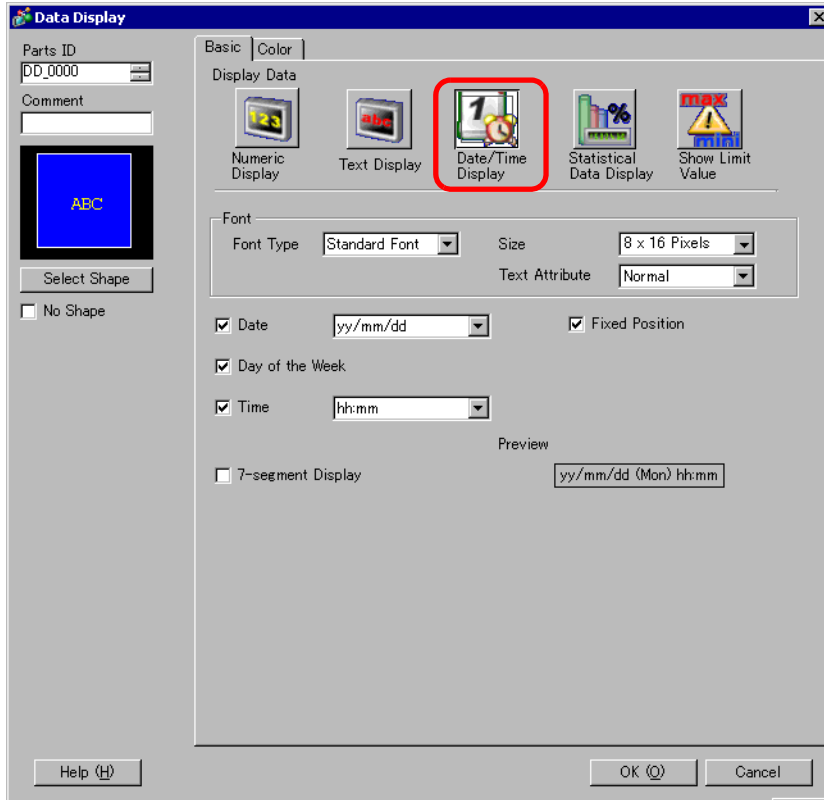 Data Display
Parts ID
DD_0000
Comment
ABC
Select Shape
No Shape
Basic
Color
Display Data
123
abc
1
%
max
mini
Numeric
Display
Text Display
Date/Time
Display
Statistical
Data Display
Show Limit
Value
Font
Font Type
Standard Font
Size
8 x 16 Pixels
Text Attribute
Normal
Date
yy/mm/dd
Fixed Position
Day of the Week
Time
hh:mm
Preview
7-segment Display
yy/mm/dd (Mon) hh:mm
Help (H)
OK (O)
Cancel